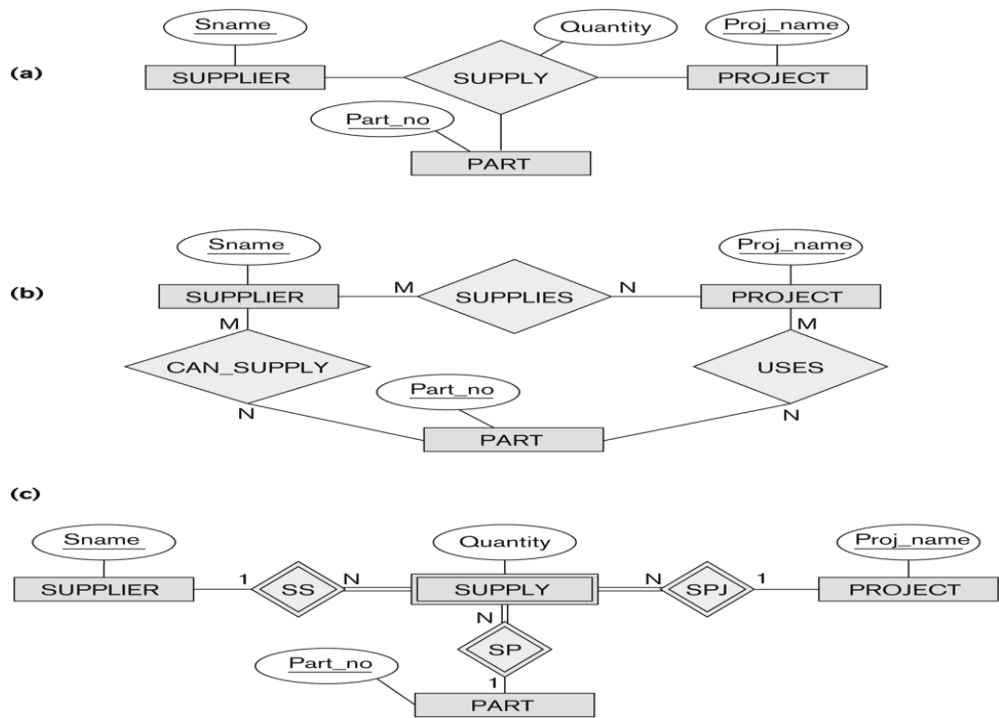 Sname
Quantity
Proj_name
(a)
SUPPLIER
SUPPLY
PROJECT
Part_no
PART
Sname
Proj_name
(b)
SUPPLIER
M
SUPPLIES
N
PROJECT
M
M
CAN_SUPPLY
USES
Part_no
N
N
PART
(c)
Sname
Quantity
Proj_name
SUPPLIER
1
SS
N
SUPPLY
N
SPJ
1
PROJECT
N
SP
Part_no
1
PART